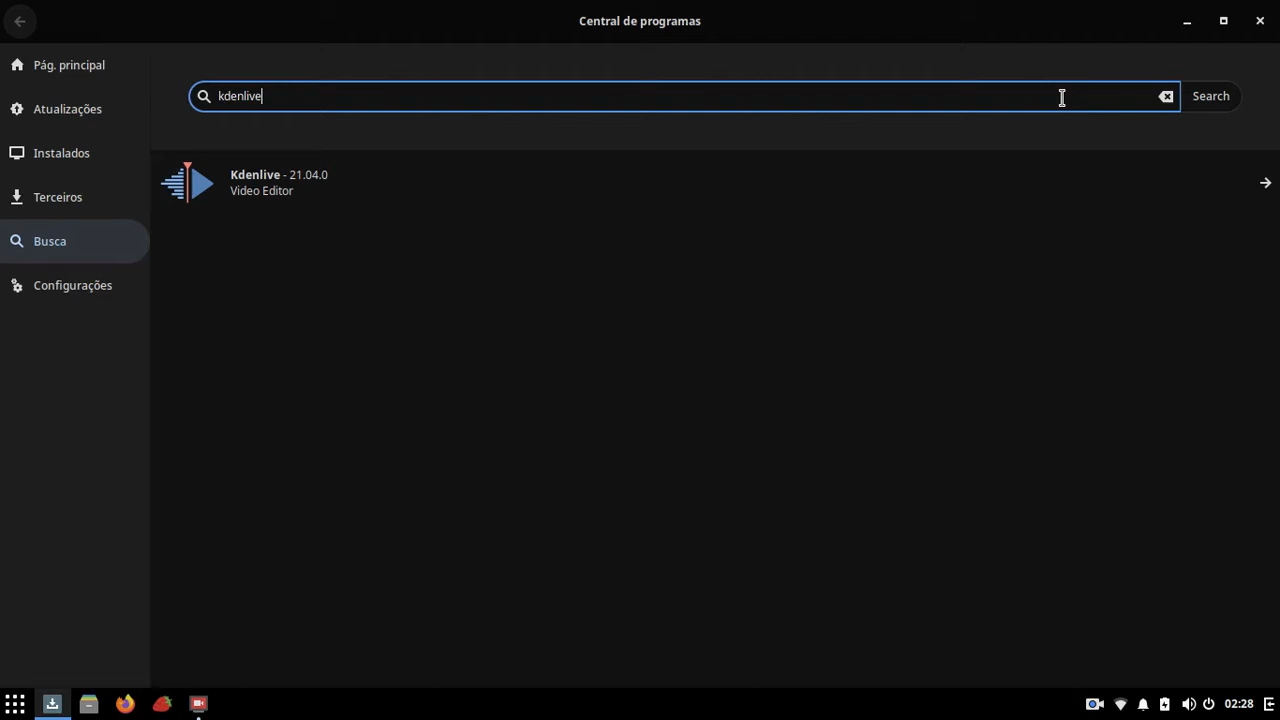 Central de programas
Pág. principal
Atualizações
Instalados
Terceiros
Busca
Configurações
kdenlive
Search
Kdenlive - 21.04.0
Video Editor
02:28